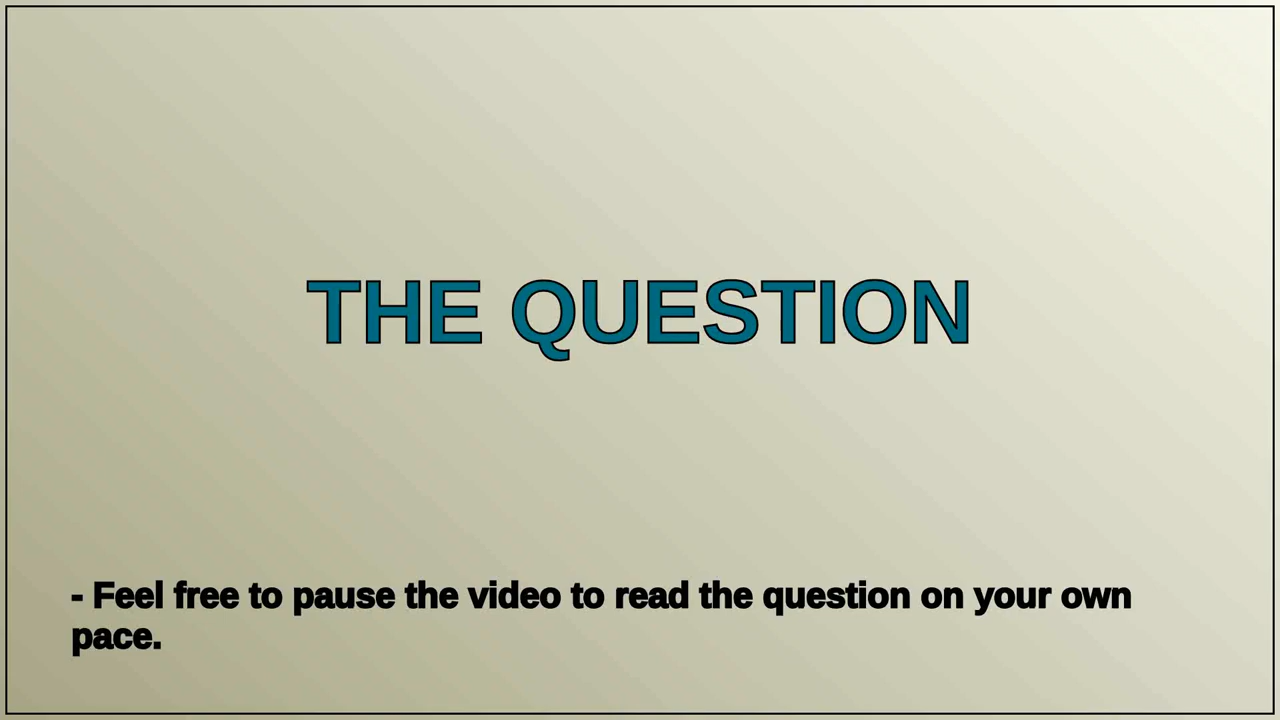 THE QUESTION
- Feel free to pause the video to read the question on your own
pace.